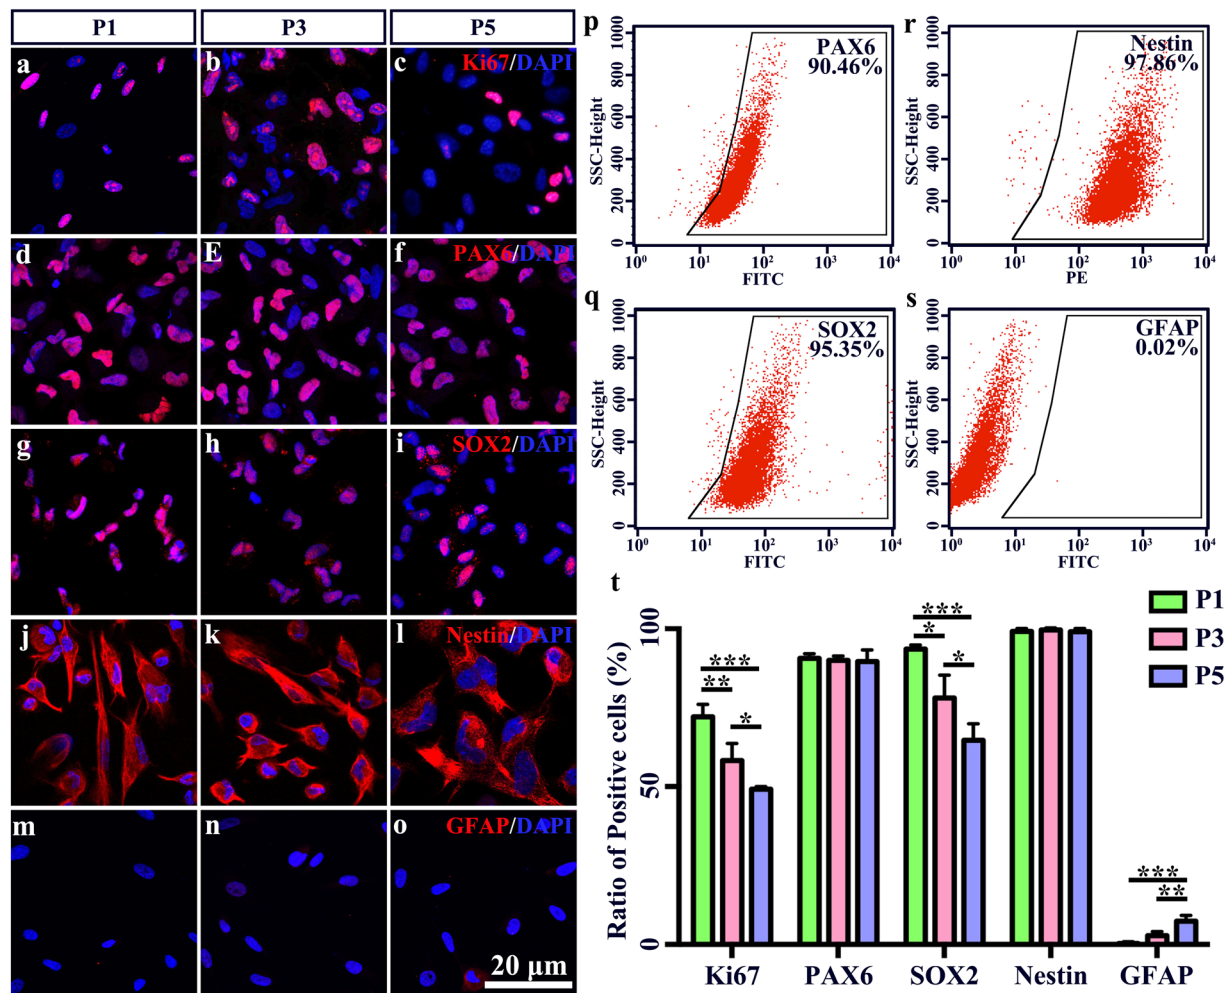 P1 P3 P5
a b c Ki67/DAPI
d E f PAX6/DAPI
g h i SOX2/DAPI
j k l Nestin/DAPI
m n o GFAP/DAPI
20 μm
p
PAX6
90.46%
SSC-Height
0 200 400 600 800 1000
10⁰ 10¹ 10² 10³ 10⁴
FITC
r
Nestin
97.86%
SSC-Height
0 200 400 600 800 1000
10⁰ 10¹ 10² 10³ 10⁴
PE
q
SOX2
95.35%
SSC-Height
0 200 400 600 800 1000
10⁰ 10¹ 10² 10³ 10⁴
FITC
s
GFAP
0.02%
SSC-Height
0 200 400 600 800 1000
10⁰ 10¹ 10² 10³ 10⁴
FITC
t
P1
P3
P5
Ratio of Positive cells (%)
100
50
0
*** ** *
*** * *
*** **
Ki67 PAX6 SOX2 Nestin GFAP